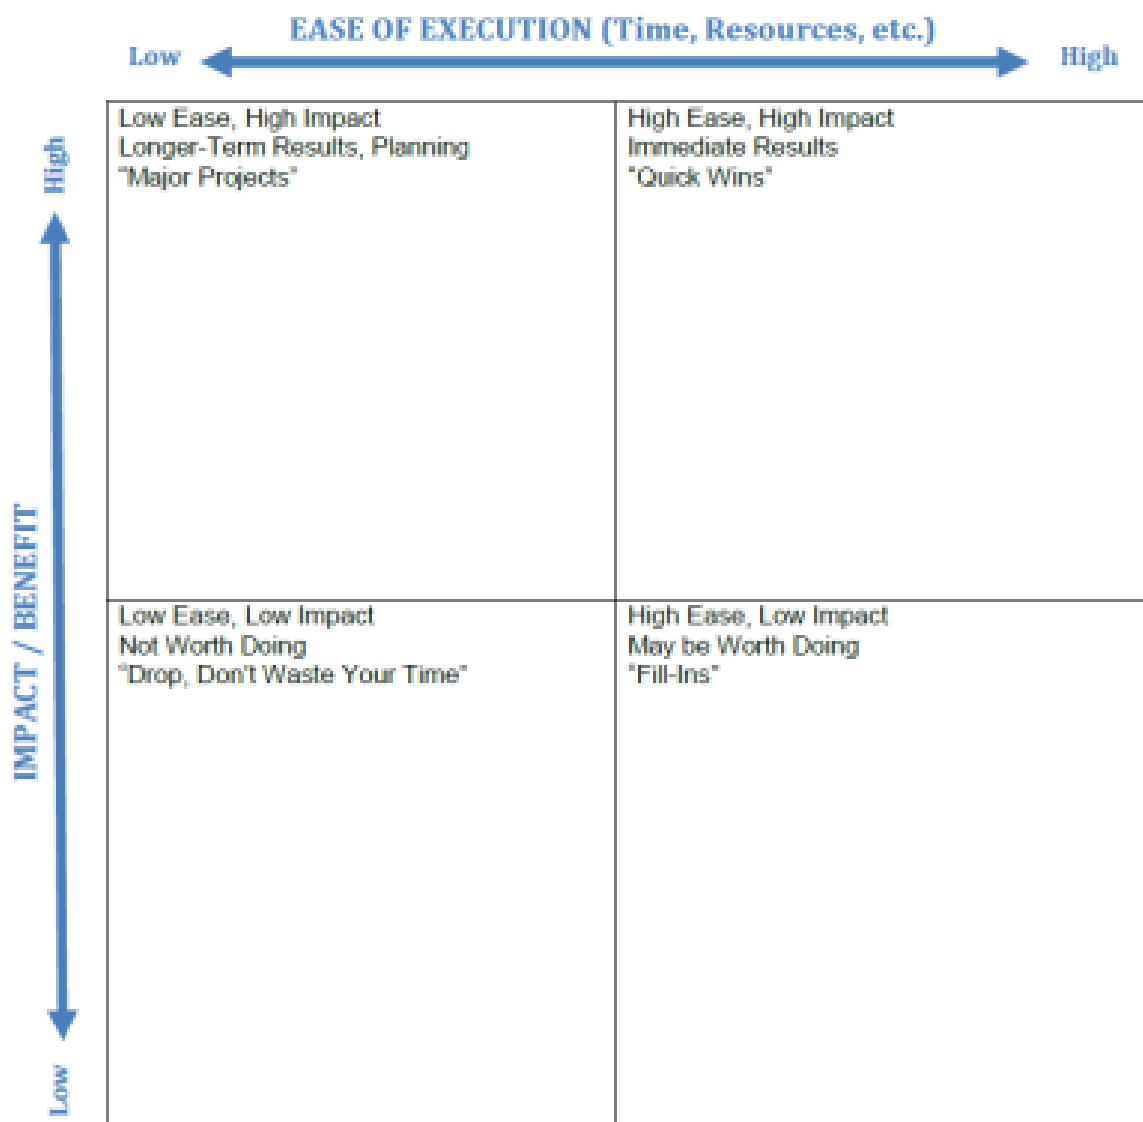 EASE OF EXECUTION (Time, Resources, etc.)
Low
High
High
Low Ease, High Impact
Longer-Term Results, Planning
"Major Projects"
High Ease, High Impact
Immediate Results
"Quick Wins"
IMPACT / BENEFIT
Low Ease, Low Impact
Not Worth Doing
"Drop, Don't Waste Your Time"
High Ease, Low Impact
May be Worth Doing
"Fill-Ins"
Low